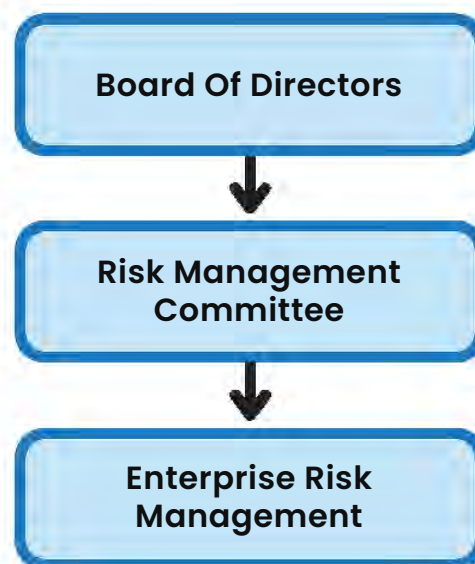 Board Of Directors
Risk Management
Committee
Enterprise Risk
Management